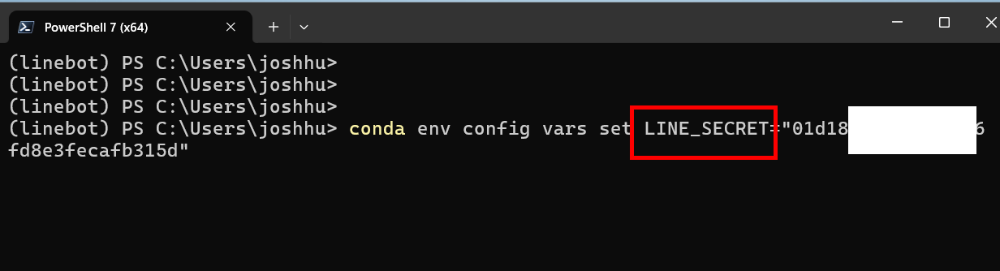 PowerShell 7 (x64)
(linebot) PS C:\Users\joshhu>
(linebot) PS C:\Users\joshhu>
(linebot) PS C:\Users\joshhu>
(linebot) PS C:\Users\joshhu> conda env config vars set LINE_SECRET="01d18 6
fd8e3fecafb315d"